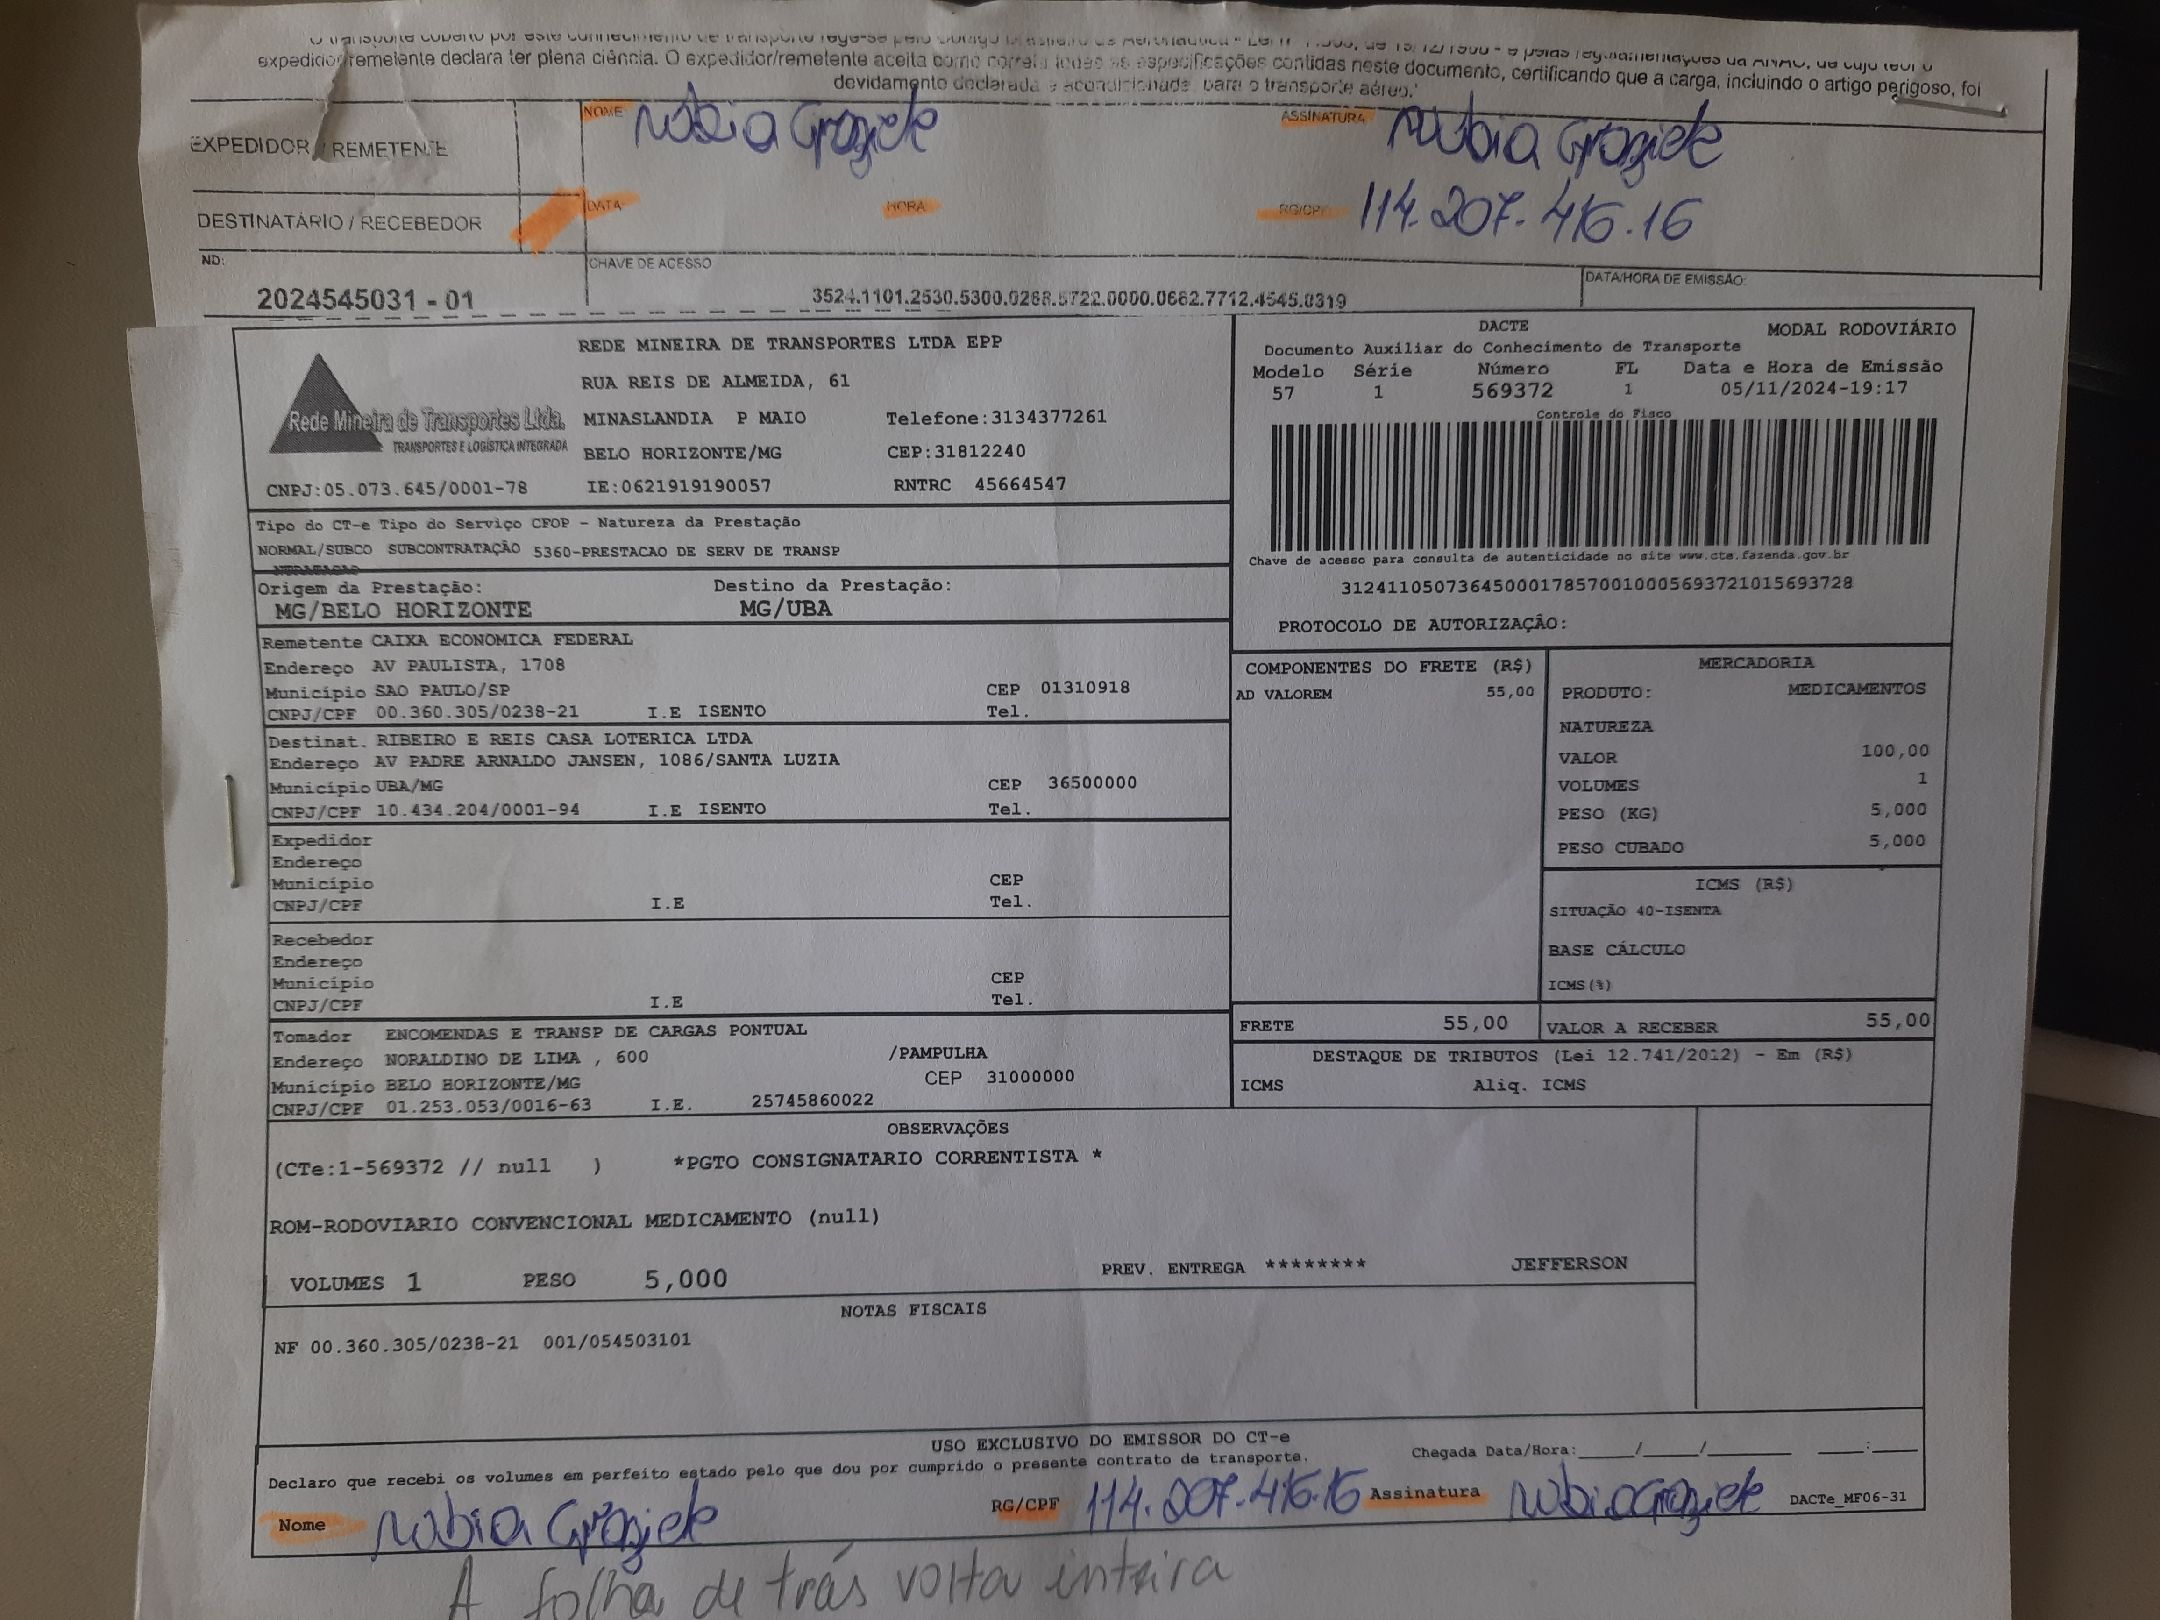 expedidor/remetente declara ter plena ciência. O expedidor/remetente aceita como corretas todas as especificações contidas neste documento, certificando que a carga, incluindo o artigo perigoso, foi
devidamente declarada e acondicionada para o transporte aéreo.'
EXPEDIDOR / REMETENTE
NOME
Nubia Graziele
ASSINATURA
Nubia Graziele
DESTINATÁRIO / RECEBEDOR
DATA
HORA
RG/CPF
114.207.416.16
ND:
CHAVE DE ACESSO
DATA/HORA DE EMISSÃO:
2024545031 - 01
3524.1101.2530.5300.0268.5722.0000.0662.7712.4545.0319
REDE MINEIRA DE TRANSPORTES LTDA EPP
RUA REIS DE ALMEIDA, 61
Rede Mineira de Transportes Ltda.
TRANSPORTES E LOGÍSTICA INTEGRADA
MINASLANDIA P MAIO Telefone:3134377261
BELO HORIZONTE/MG CEP:31812240
CNPJ:05.073.645/0001-78 IE:0621919190057 RNTRC 45664547
DACTE MODAL RODOVIÁRIO
Documento Auxiliar do Conhecimento de Transporte
Modelo Série Número FL Data e Hora de Emissão
57 1 569372 1 05/11/2024-19:17
Controle do Fisco
Chave de acesso para consulta de autenticidade no site www.cte.fazenda.gov.br
31241105073645000178570010005693721015693728
PROTOCOLO DE AUTORIZAÇÃO:
Tipo do CT-e Tipo do Serviço CFOP - Natureza da Prestação
NORMAL/SUBCO SUBCONTRATAÇÃO 5360-PRESTACAO DE SERV DE TRANSP
NTRATACAO
Origem da Prestação: Destino da Prestação:
MG/BELO HORIZONTE MG/UBA
Remetente CAIXA ECONOMICA FEDERAL
Endereço AV PAULISTA, 1708
Município SAO PAULO/SP CEP 01310918
CNPJ/CPF 00.360.305/0238-21 I.E ISENTO Tel.
Destinat. RIBEIRO E REIS CASA LOTERICA LTDA
Endereço AV PADRE ARNALDO JANSEN, 1086/SANTA LUZIA
Município UBA/MG CEP 36500000
CNPJ/CPF 10.434.204/0001-94 I.E ISENTO Tel.
Expedidor
Endereço
Município CEP
CNPJ/CPF I.E Tel.
Recebedor
Endereço
Município CEP
CNPJ/CPF I.E Tel.
Tomador ENCOMENDAS E TRANSP DE CARGAS PONTUAL
Endereço NORALDINO DE LIMA , 600 /PAMPULHA
Município BELO HORIZONTE/MG CEP 31000000
CNPJ/CPF 01.253.053/0016-63 I.E. 25745860022
COMPONENTES DO FRETE (R$)
AD VALOREM 55,00
MERCADORIA
PRODUTO: MEDICAMENTOS
NATUREZA
VALOR 100,00
VOLUMES 1
PESO (KG) 5,000
PESO CUBADO 5,000
ICMS (R$)
SITUAÇÃO 40-ISENTA
BASE CÁLCULO
ICMS(%)
FRETE 55,00 VALOR A RECEBER 55,00
DESTAQUE DE TRIBUTOS (Lei 12.741/2012) - Em (R$)
ICMS Aliq. ICMS
OBSERVAÇÕES
(CTe:1-569372 // null ) *PGTO CONSIGNATARIO CORRENTISTA *
ROM-RODOVIARIO CONVENCIONAL MEDICAMENTO (null)
VOLUMES 1 PESO 5,000 PREV. ENTREGA ******** JEFFERSON
NOTAS FISCAIS
NF 00.360.305/0238-21 001/054503101
USO EXCLUSIVO DO EMISSOR DO CT-e
Chegada Data/Hora:_____/_____/_______ ____:____
Declaro que recebi os volumes em perfeito estado pelo que dou por cumprido o presente contrato de transporte.
Nome Nubia Graziele RG/CPF 114.207.416.16 Assinatura Nubia Graziele DACTe_MF06-31
A folha de trás volta inteira